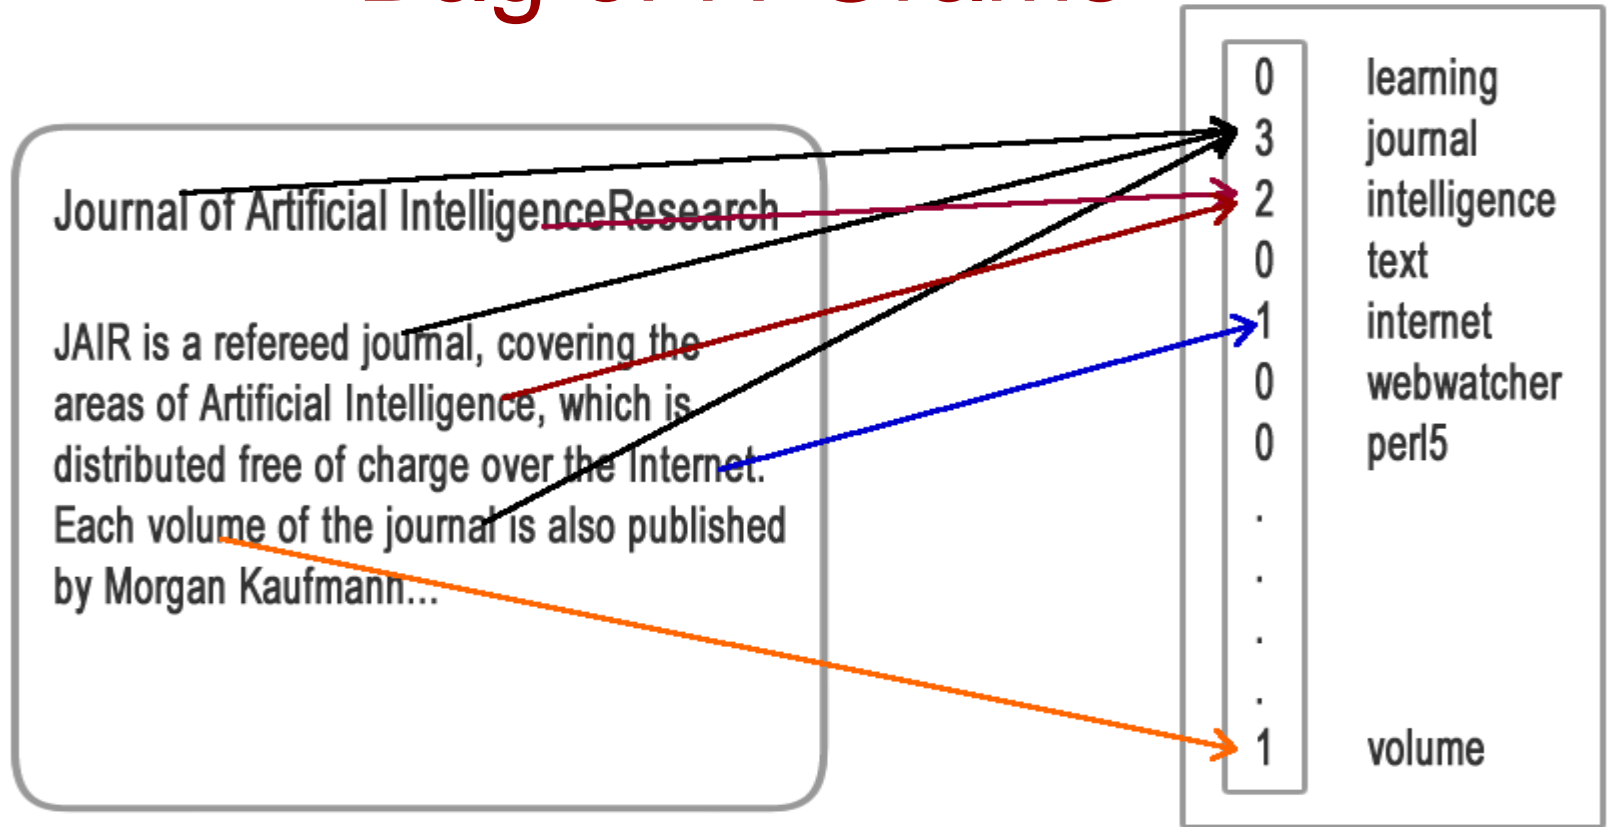 Journal of Artificial IntelligenceResearch
JAIR is a refereed journal, covering the
areas of Artificial Intelligence, which is
distributed free of charge over the Internet.
Each volume of the journal is also published
by Morgan Kaufmann...
0 learning
3 journal
2 intelligence
0 text
1 internet
0 webwatcher
0 perl5
.
.
.
.
1 volume